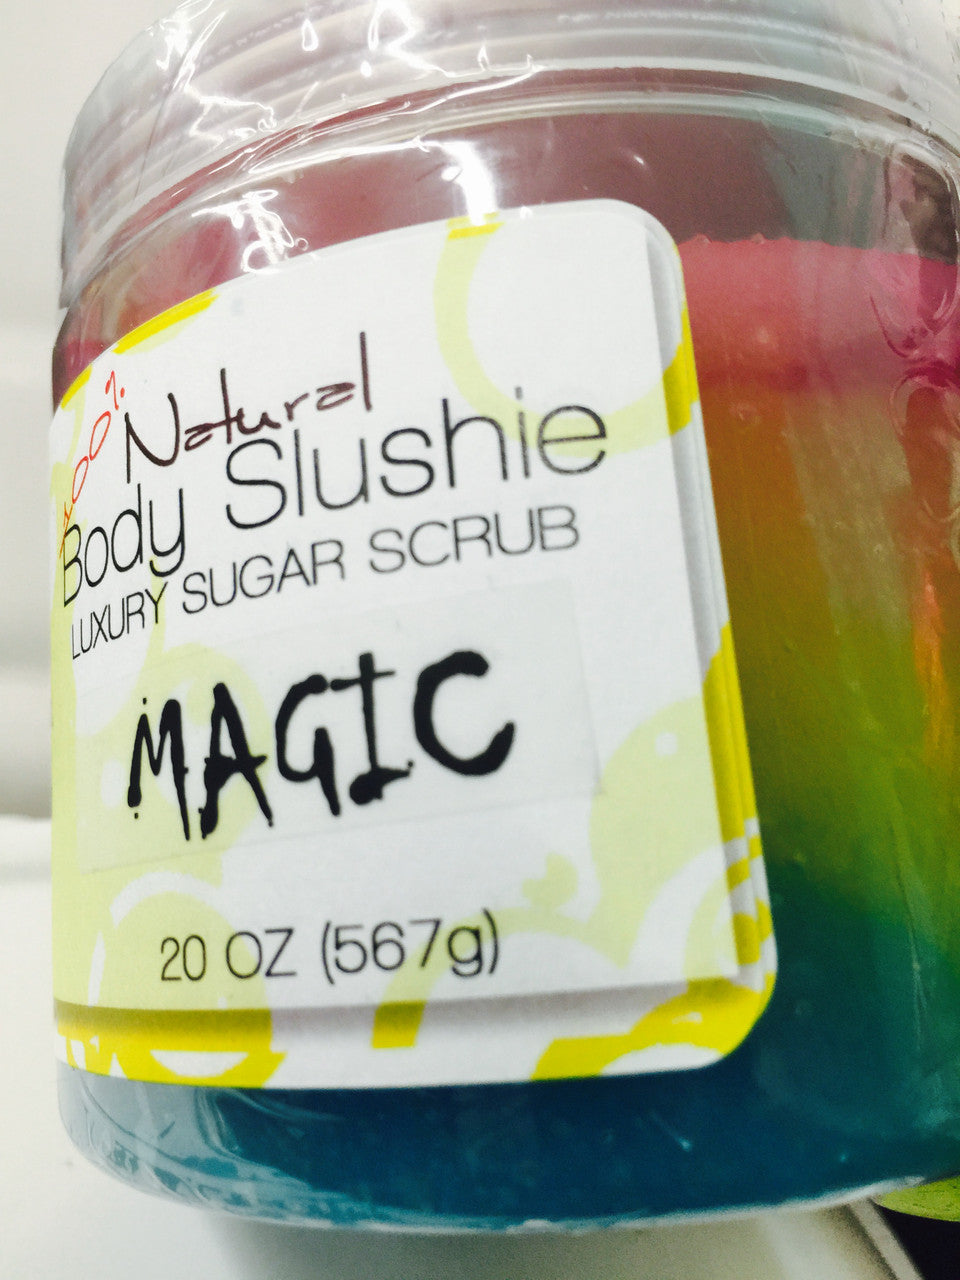 100% Natural
Body Slushie
LUXURY SUGAR SCRUB
MAGIC
20 OZ (567g)